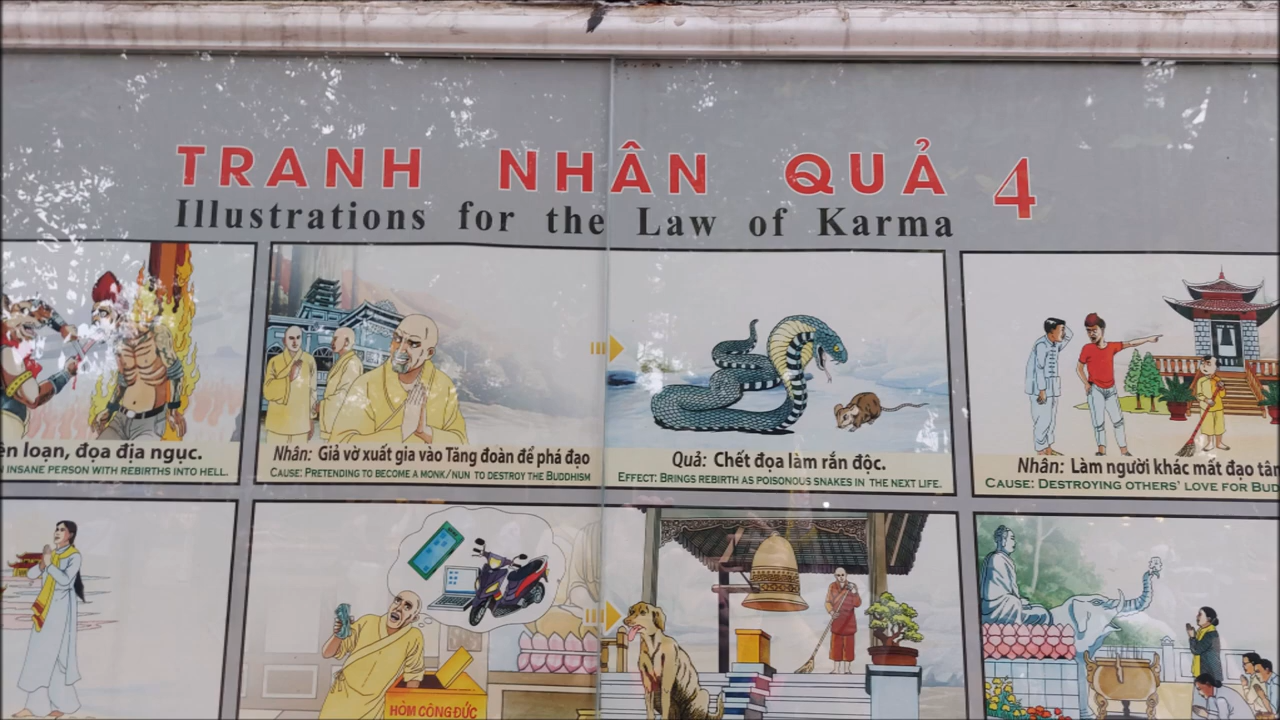 TRANH NHÂN QUẢ 4
Illustrations for the Law of Karma
loạn, đọa địa ngục.
INSANE PERSON WITH REBIRTHS INTO HELL.
Nhân: Giả vờ xuất gia vào Tăng đoàn để phá đạo
CAUSE: PRETENDING TO BECOME A MONK/NUN TO DESTROY THE BUDDHISM
Quả: Chết đọa làm rắn độc.
EFFECT: BRINGS REBIRTH AS POISONOUS SNAKES IN THE NEXT LIFE.
Nhân: Làm người khác mất đạo
CAUSE: DESTROYING OTHERS' LOVE FOR
HÒM CÔNG ĐỨC